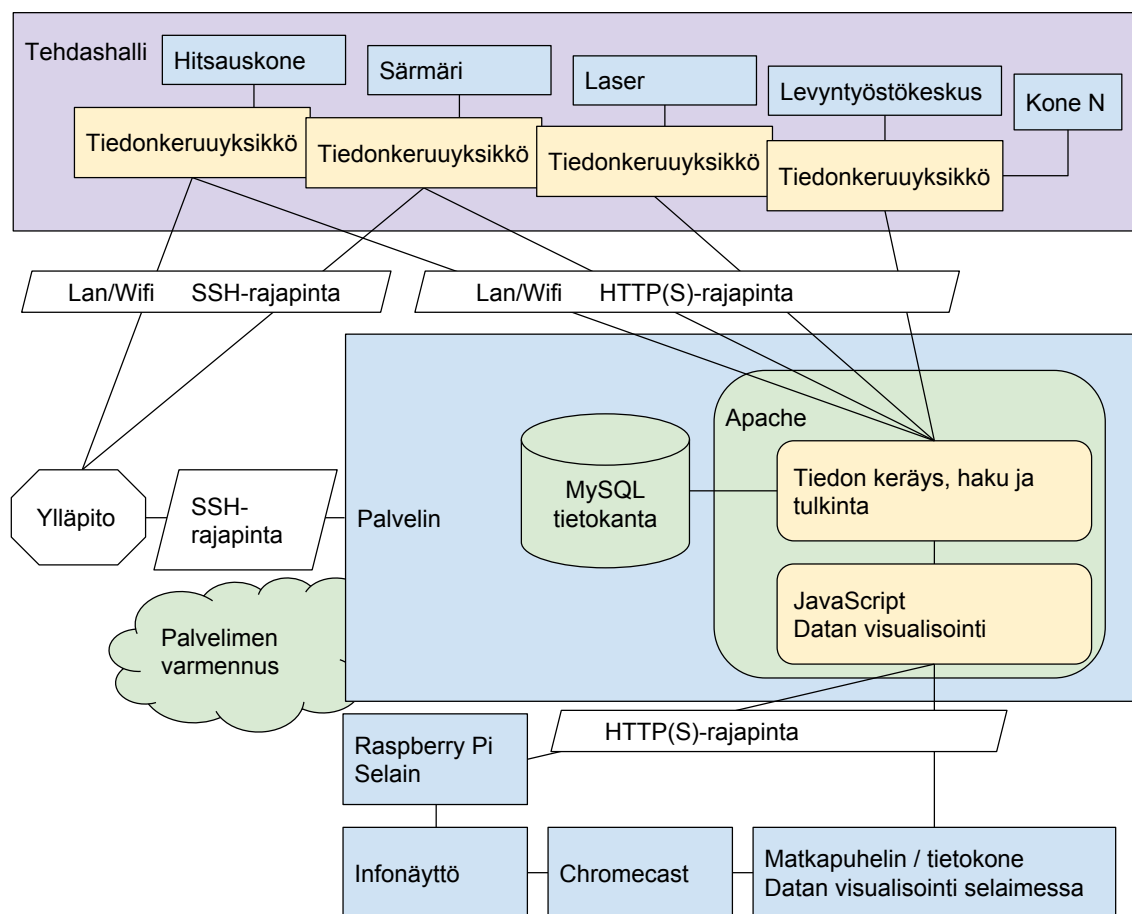 Tehdashalli
Hitsauskone
Särmäri
Laser
Levyntyöstökeskus
Kone N
Tiedonkeruuyksikkö
Tiedonkeruuyksikkö
Tiedonkeruuyksikkö
Tiedonkeruuyksikkö
Lan/Wifi SSH-rajapinta
Lan/Wifi HTTP(S)-rajapinta
Apache
Tiedon keräys, haku ja
tulkinta
MySQL
tietokanta
Palvelin
Ylläpito
SSH-
rajapinta
JavaScript
Datan visualisointi
Palvelimen
varmennus
HTTP(S)-rajapinta
Raspberry Pi
Selain
Infonäyttö
Chromecast
Matkapuhelin / tietokone
Datan visualisointi selaimessa